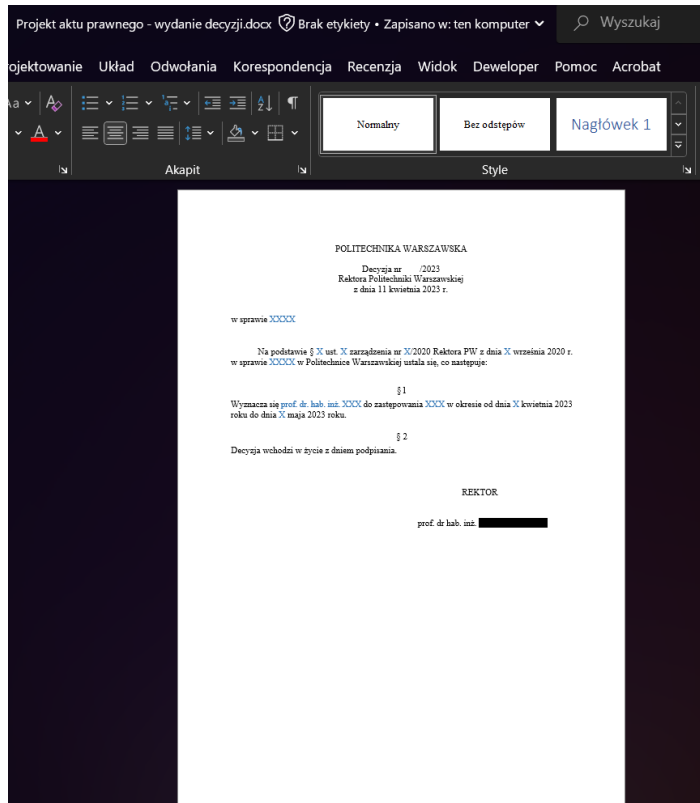 Projekt aktu prawnego - wydanie decyzji.docx Brak etykiety • Zapisano w: ten komputer Wyszukaj
rojektowanie Układ Odwołania Korespondencja Recenzja Widok Deweloper Pomoc Acrobat
Aa A
A Normalny Bez odstępów Nagłówek 1
Akapit Style
POLITECHNIKA WARSZAWSKA
Decyzja nr /2023
Rektora Politechniki Warszawskiej
z dnia 11 kwietnia 2023 r.
w sprawie XXXX
Na podstawie § X ust. X zarządzenia nr X/2020 Rektora PW z dnia X września 2020 r.
w sprawie XXXX w Politechnice Warszawskiej ustala się, co następuje:
§ 1
Wyznacza się prof. dr. hab. inż. XXX do zastępowania XXX w okresie od dnia X kwietnia 2023
roku do dnia X maja 2023 roku.
§ 2
Decyzja wchodzi w życie z dniem podpisania.
REKTOR
prof. dr hab. inż.